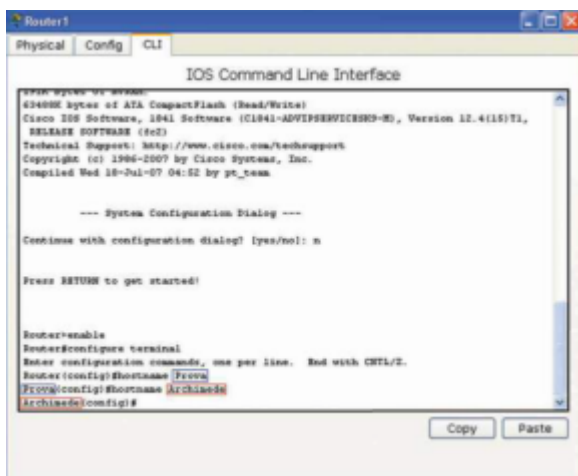 Router1
Physical Config CLI
IOS Command Line Interface
bytes of
63488K bytes of ATA CompactFlash (Read/Write)
Cisco IOS Software, 1841 Software (C1841-ADVIPSERVICESK9-M), Version 12.4(15)T1,
RELEASE SOFTWARE (fc2)
Technical Support: http://www.cisco.com/techsupport
Copyright (c) 1986-2007 by Cisco Systems, Inc.
Compiled Wed 18-Jul-07 04:52 by pt_team
--- System Configuration Dialog ---
Continue with configuration dialog? [yes/no]: n
Press RETURN to get started!
Router>enable
Router#configure terminal
Enter configuration commands, one per line. End with CNTL/Z.
Router(config)#hostname Prova
Prova(config)#hostname Archimede
Archimede(config)#
Copy Paste